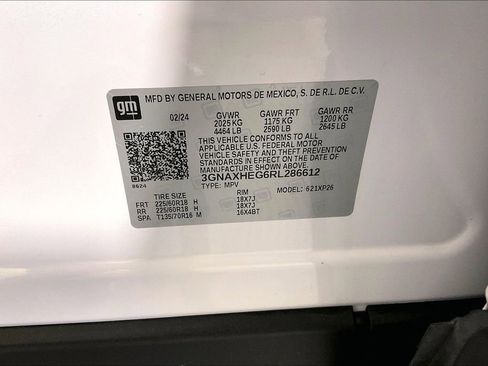 gm
MFD BY GENERAL MOTORS DE MEXICO, S. DE R.L. DE C.V.
02/24 GVWR GAWR FRT GAWR RR
2025 KG 1175 KG 1200 KG
4464 LB 2590 LB 2645 LB
THIS VEHICLE CONFORMS TO ALL
APPLICABLE U.S. FEDERAL MOTOR
VEHICLE SAFETY AND THEFT
PREVENTION STANDARDS IN EFFECT ON
THE DATE OF MANUFACTURE SHOWN ABOVE.
3GNAXHEG6RL286612
8624
TYPE: MPV MODEL: 621XP26
TIRE SIZE RIM
FRT 225/60R18 H 18X7J
RR 225/60R18 H 18X7J
SPA T135/70R16 M 16X4BT